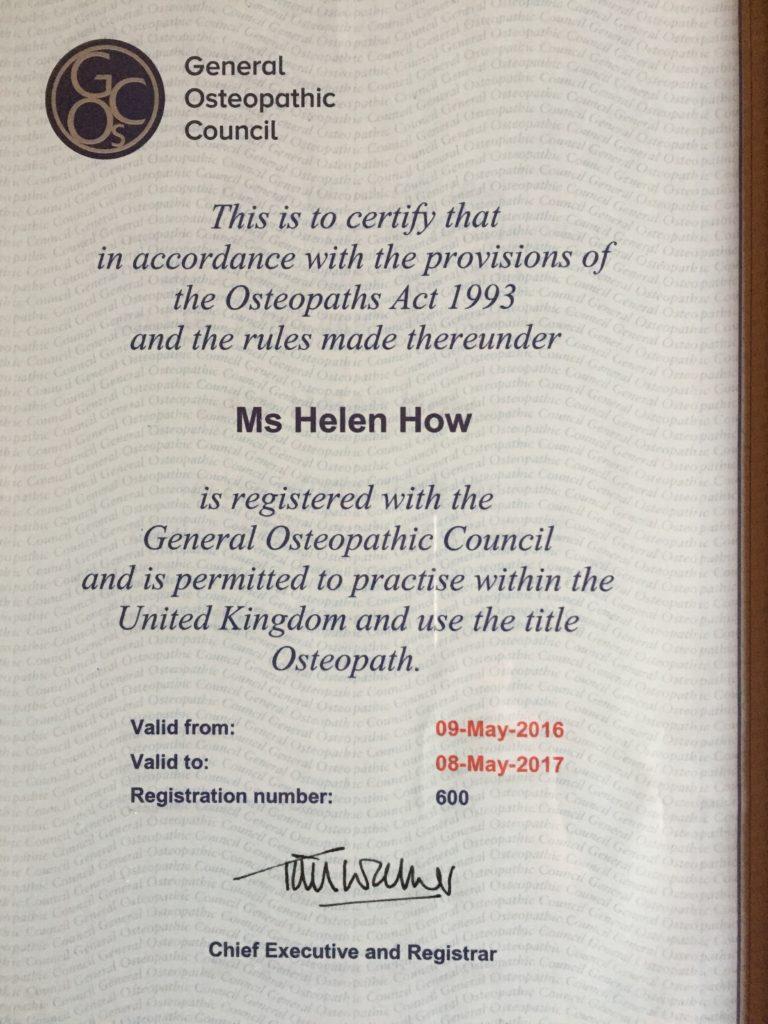 General
Osteopathic
Council
This is to certify that
in accordance with the provisions of
the Osteopaths Act 1993
and the rules made thereunder
Ms Helen How
is registered with the
General Osteopathic Council
and is permitted to practise within the
United Kingdom and use the title
Osteopath.
Valid from: 09-May-2016
Valid to: 08-May-2017
Registration number: 600
Chief Executive and Registrar